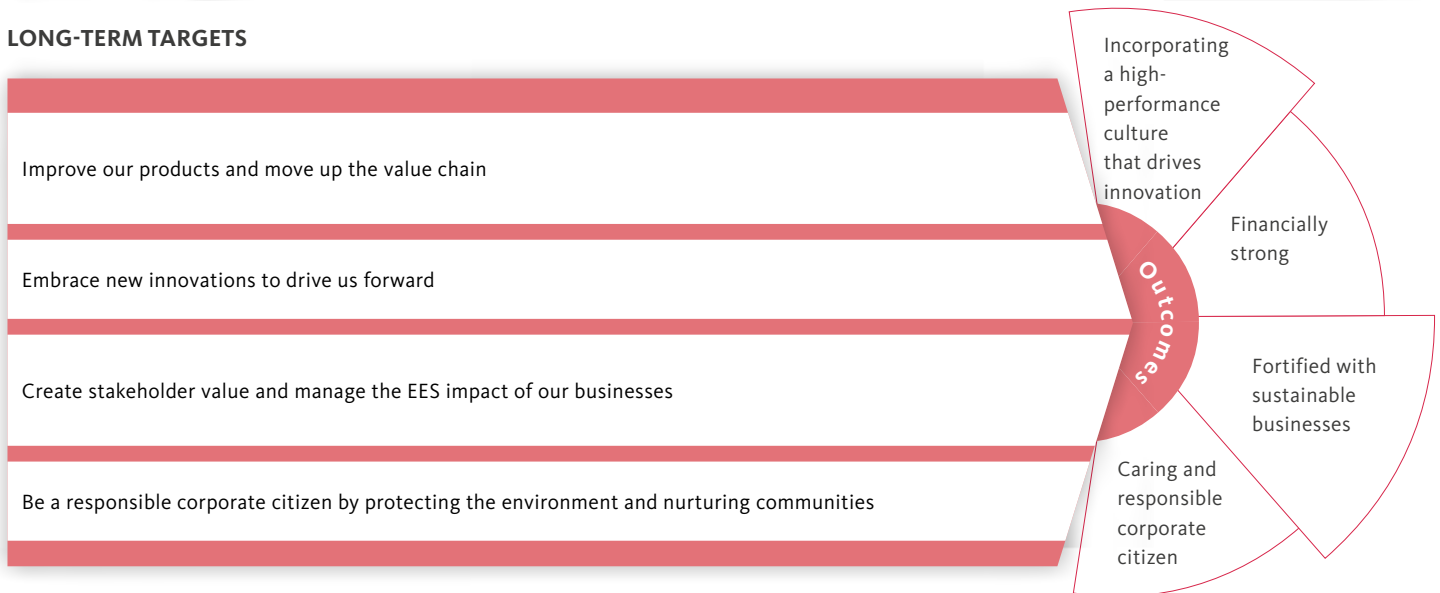 LONG-TERM TARGETS
Improve our products and move up the value chain
Embrace new innovations to drive us forward
Create stakeholder value and manage the EES impact of our businesses
Be a responsible corporate citizen by protecting the environment and nurturing communities
Outcomes
Incorporating
a high-
performance
culture
that drives
innovation
Financially
strong
Fortified with
sustainable
businesses
Caring and
responsible
corporate
citizen